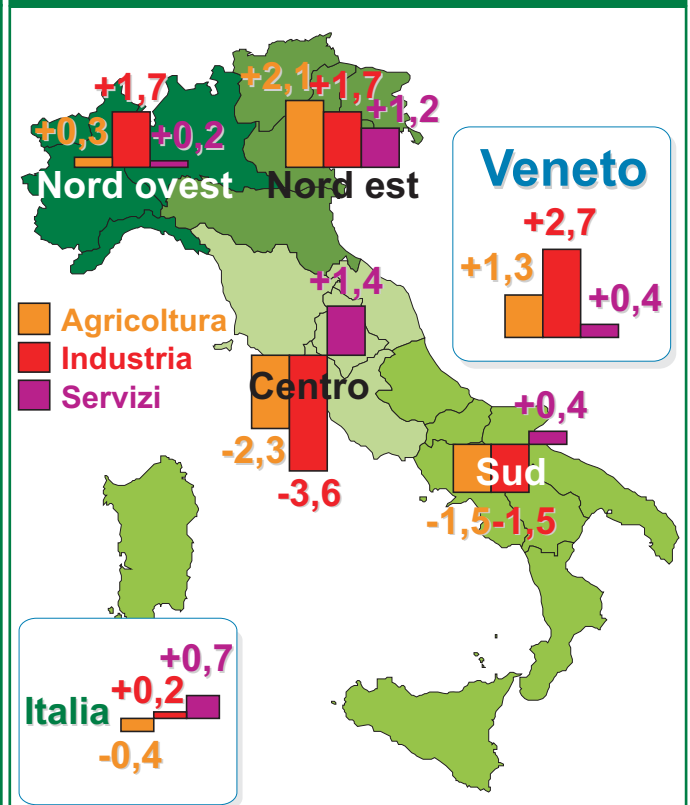 +1,7
+0,3
+0,2
Nord ovest
+2,1
+1,7
+1,2
Nord est
Veneto
+2,7
+1,3
+0,4
Agricoltura
Industria
Servizi
+1,4
Centro
-2,3
-3,6
+0,4
Sud
-1,5
-1,5
Italia
+0,7
+0,2
-0,4